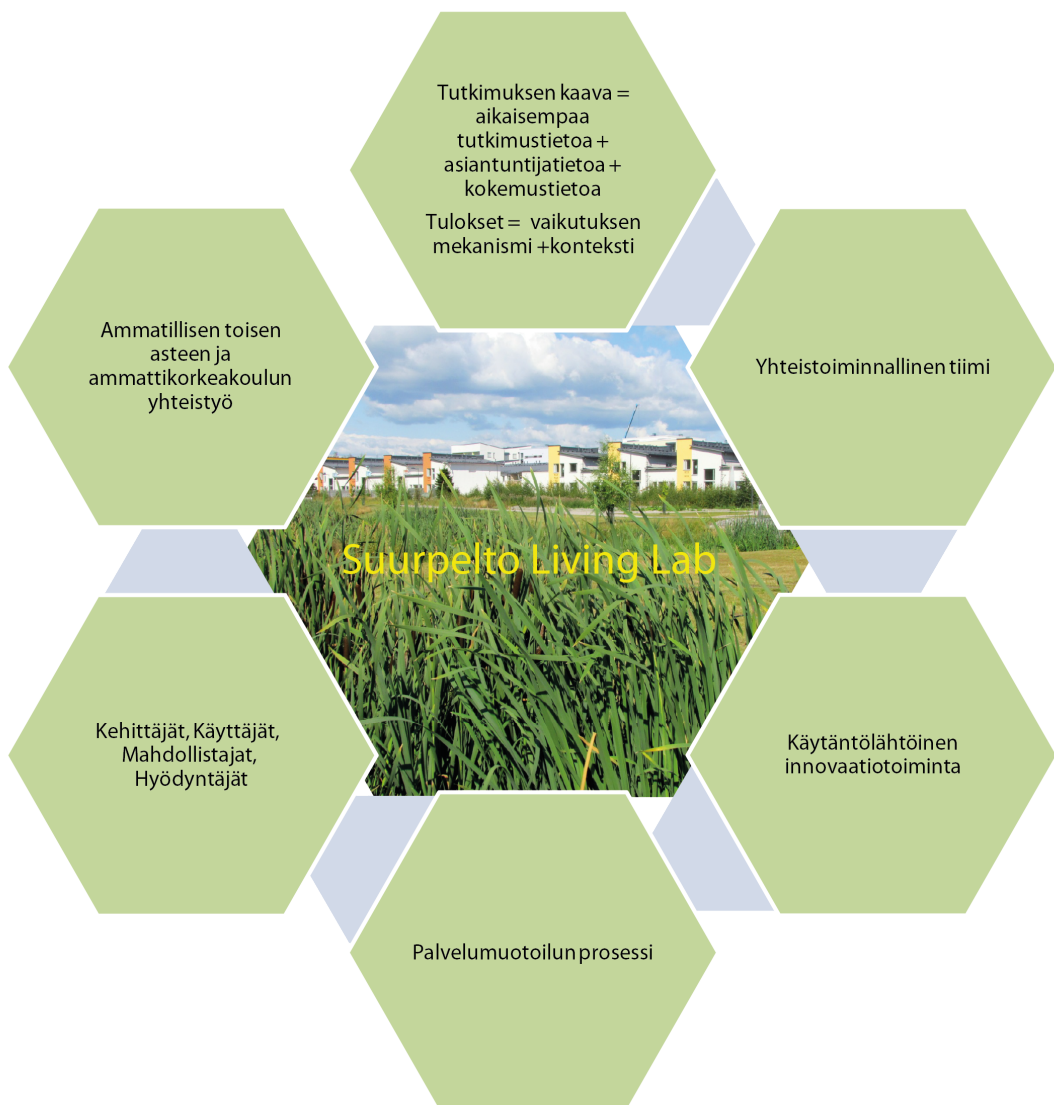 Tutkimuksen kaava =
aikaisempaa
tutkimustietoa +
asiantuntijatietoa +
kokemustietoa
Tulokset = vaikutuksen
mekanismi +konteksti
Yhteistoiminnallinen tiimi
Käytäntölähtöinen
innovaatiotoiminta
Palvelumuotoilun prosessi
Kehittäjät, Käyttäjät,
Mahdollistajat,
Hyödyntäjät
Ammatillisen toisen
asteen ja
ammattikorkeakoulun
yhteistyö
Suurpelto Living Lab